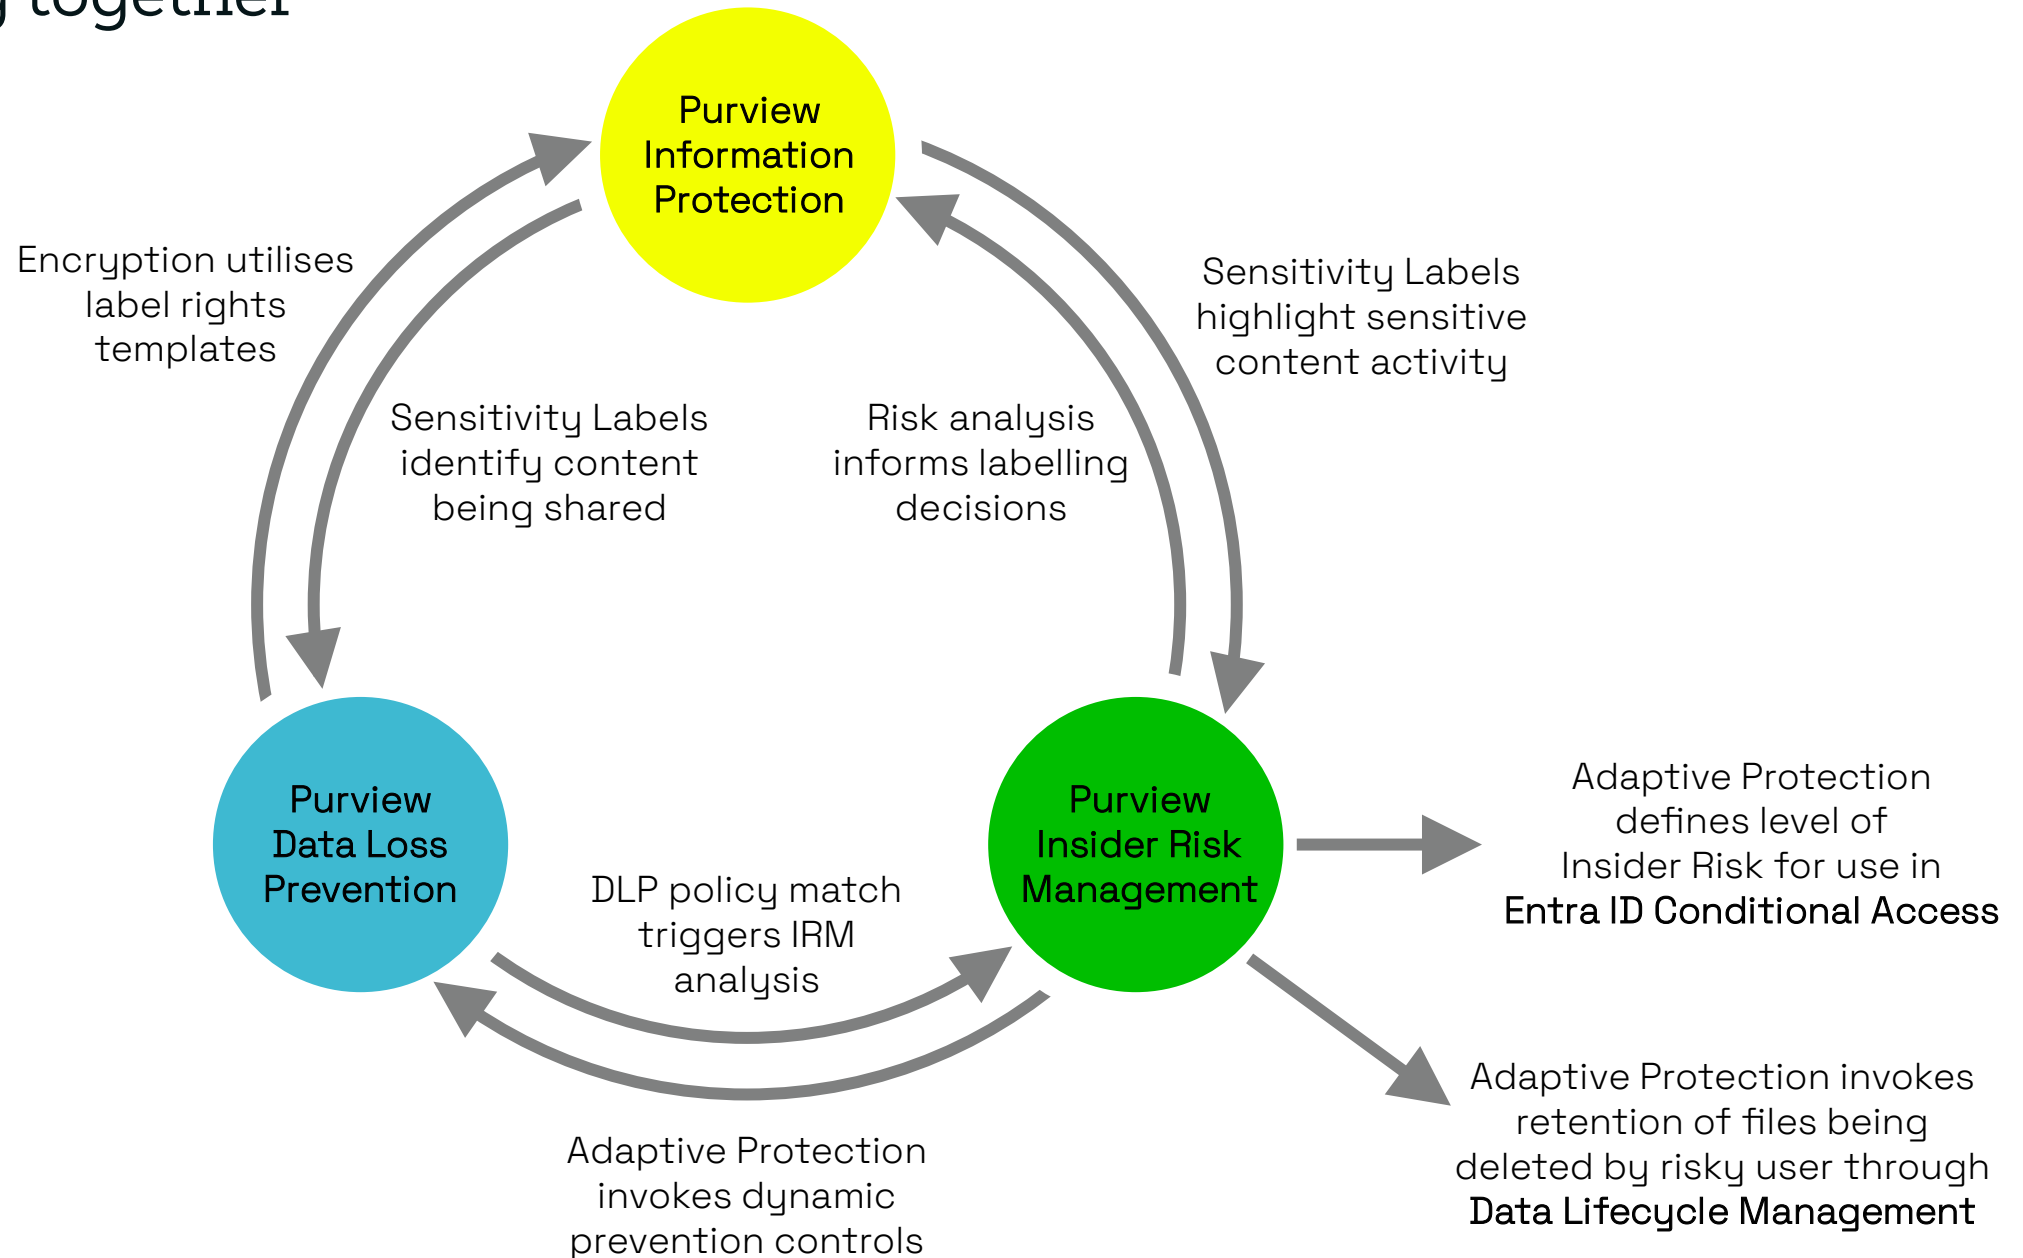 together
Purview
Information
Protection
Encryption utilises
label rights
templates
Sensitivity Labels
highlight sensitive
content activity
Sensitivity Labels
identify content
being shared
Risk analysis
informs labelling
decisions
Purview
Data Loss
Prevention
Purview
Insider Risk
Management
Adaptive Protection
defines level of
Insider Risk for use in
Entra ID Conditional Access
DLP policy match
triggers IRM
analysis
Adaptive Protection invokes
retention of files being
deleted by risky user through
Data Lifecycle Management
Adaptive Protection
invokes dynamic
prevention controls